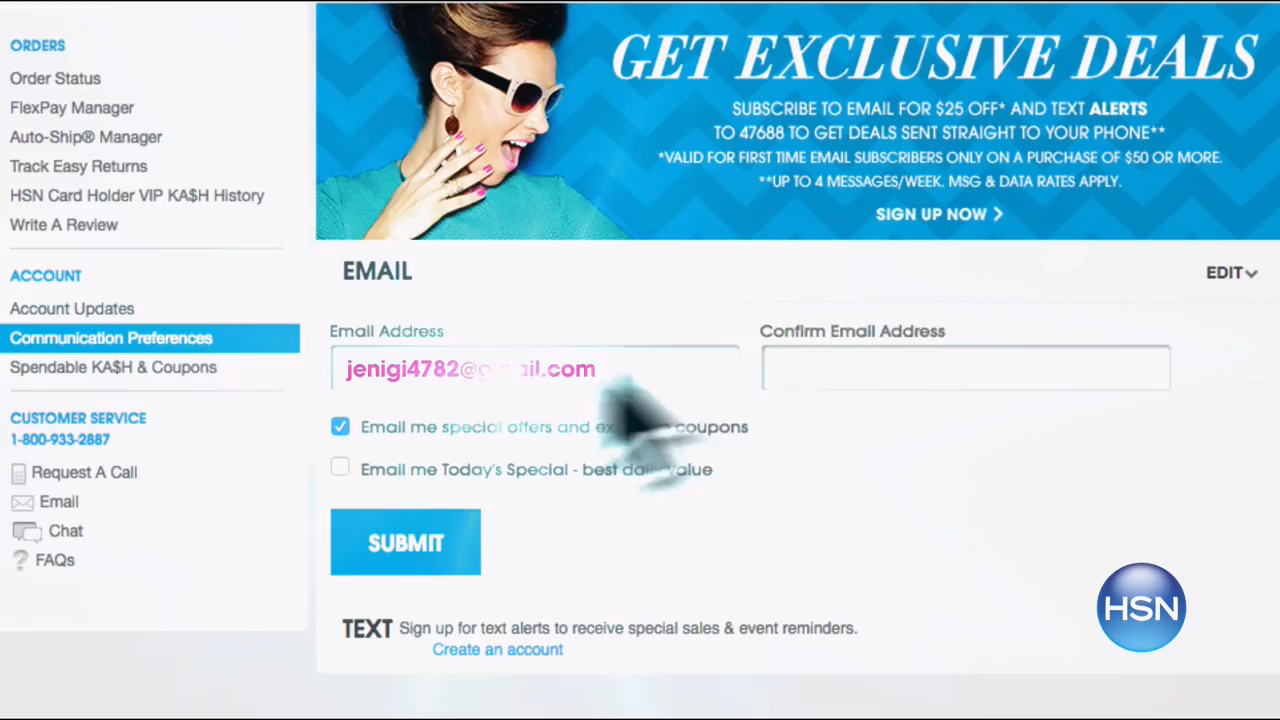 ORDERS
Order Status
FlexPay Manager
Auto-Ship® Manager
Track Easy Returns
HSN Card Holder VIP KA$H History
Write A Review
ACCOUNT
Account Updates
Communication Preferences
Spendable KA$H & Coupons
CUSTOMER SERVICE
1-800-933-2887
Request A Call
Email
Chat
FAQs
GET EXCLUSIVE DEALS
SUBSCRIBE TO EMAIL FOR $25 OFF* AND TEXT ALERTS
TO 47688 TO GET DEALS SENT STRAIGHT TO YOUR PHONE**
*VALID FOR FIRST TIME EMAIL SUBSCRIBERS ONLY ON A PURCHASE OF $50 OR MORE.
**UP TO 4 MESSAGES/WEEK. MSG & DATA RATES APPLY.
SIGN UP NOW
EMAIL
EDIT
Email Address
Confirm Email Address
jenigi4782@gmail.com
Email me special offers and coupons
Email me Today's Special - best daily value
SUBMIT
TEXT Sign up for text alerts to receive special sales & event reminders.
Create an account
HSN